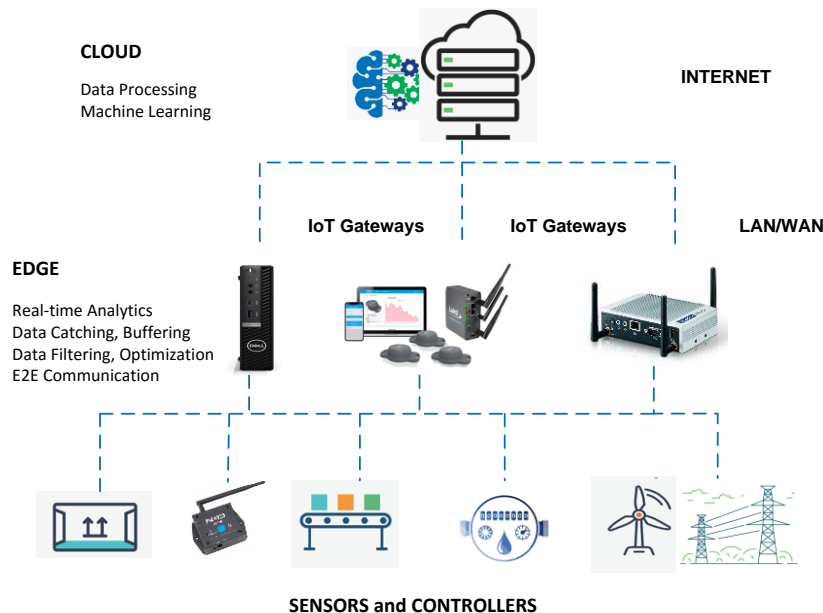 CLOUD
Data Processing
Machine Learning
INTERNET
IoT Gateways
IoT Gateways
LAN/WAN
EDGE
Real-time Analytics
Data Catching, Buffering
Data Filtering, Optimization
E2E Communication
DELL
SENSORS and CONTROLLERS